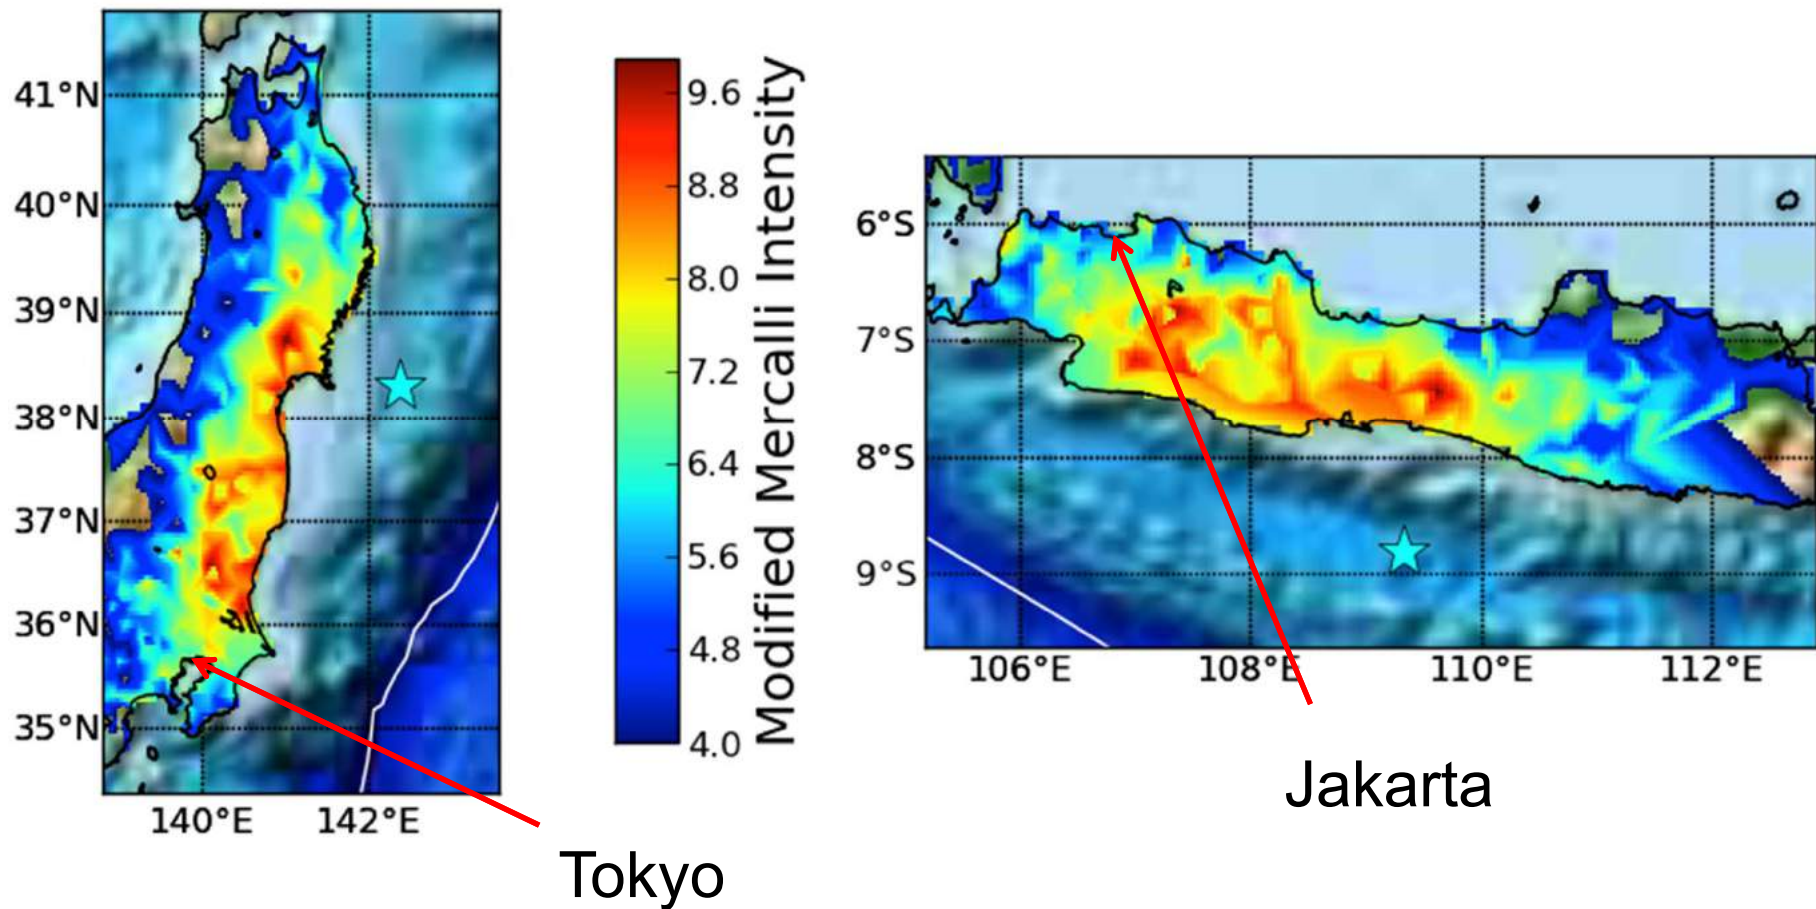 41°N
40°N
39°N
38°N
37°N
36°N
35°N
140°E 142°E
9.6
8.8
8.0
7.2
6.4
5.6
4.8
4.0
Modified Mercalli Intensity
6°S
7°S
8°S
9°S
106°E 108°E 110°E 112°E
Jakarta
Tokyo